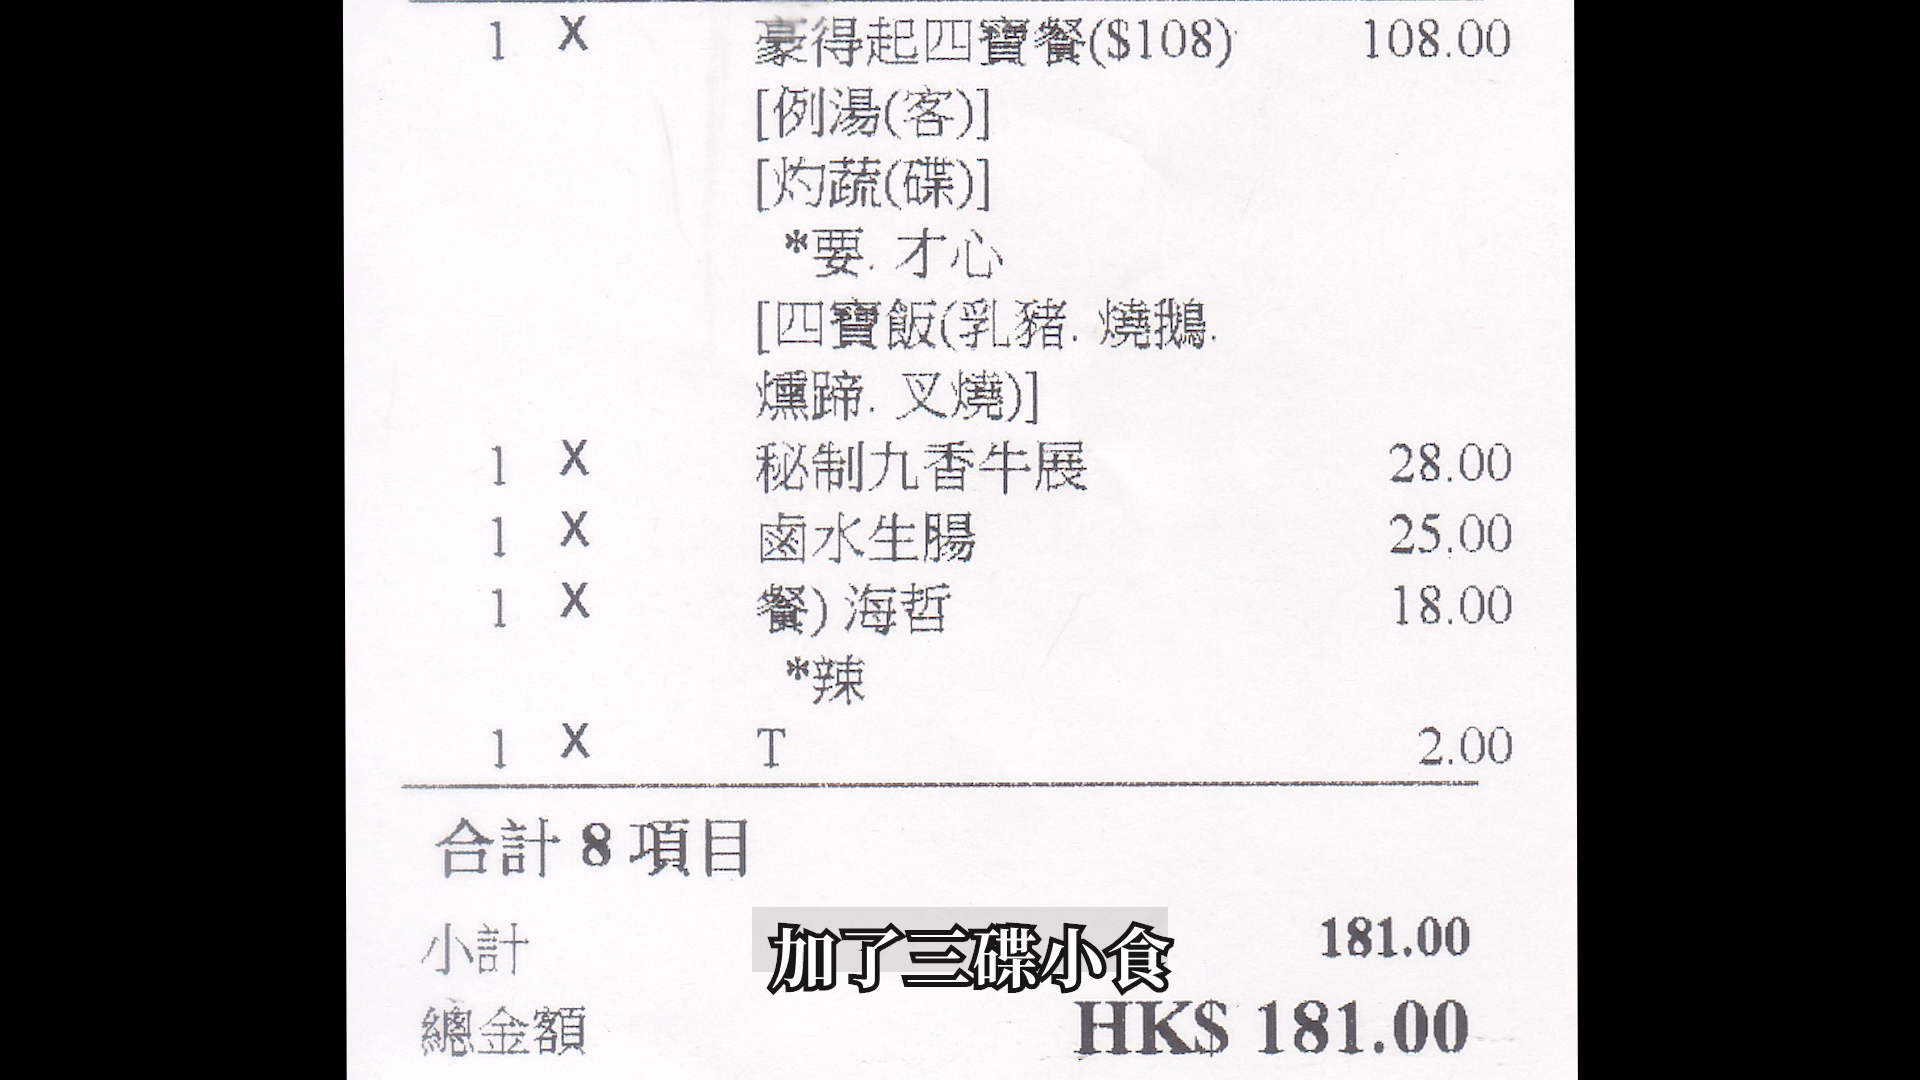 1 X 豪得起四寶餐($108) 108.00
[例湯(客)]
[灼蔬(碟)]
*要. 才心
[四寶飯(乳豬. 燒鵝.
燻蹄. 叉燒)]
1 X 秘制九香牛展 28.00
1 X 鹵水生腸 25.00
1 X 餐) 海哲 18.00
*辣
1 X T 2.00
合計 8 項目
小計 181.00
加了三碟小食
總金額 HK$ 181.00